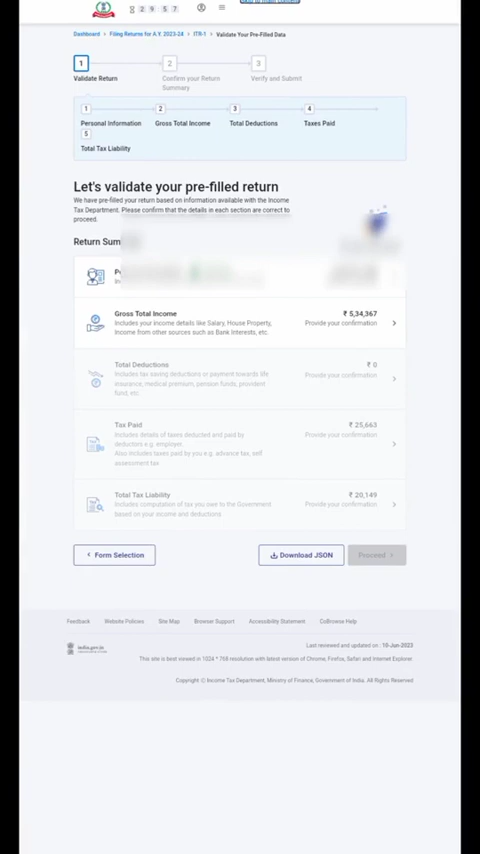 29 57
Dashboard > Filing Returns for A.Y. 2023-24 > ITR-1 > Validate Your Pre-Filled Data
1 2 3
Validate Return Confirm your Return Verify and Submit
Summary
1 2 3 4
Personal Information Gross Total Income Total Deductions Taxes Paid
5
Total Tax Liability
Let's validate your pre-filled return
We have pre-filled your return based on information available with the Income
Tax Department. Please confirm that the details in each section are correct to
proceed.
Return Sum
Gross Total Income ₹ 5,34,367
Includes your Income details like Salary, House Property, Provide your confirmation
Income from other sources such as Bank Interests, etc.
Total Deductions ₹ 0
Includes tax saving deductions or payment towards life Provide your confirmation
insurance, medical premium, pension funds, provident
fund, etc.
Tax Paid ₹ 25,663
Includes details of taxes deducted and paid by Provide your confirmation
deductors e.g. employer.
Also includes taxes paid by you e.g. advance tax, self
assessment tax
Total Tax Liability ₹ 20,149
Includes computation of tax you owe to the Government Provide your confirmation
based on your income and deductions
< Form Selection Download JSON Proceed >
Feedback Website Policies Site Map Browser Support Accessibility Statement CoBrowse Help
india.gov.in Last reviewed and updated on : 10-Jun-2023
This site is best viewed in 1024 * 768 resolution with latest version of Chrome, Firefox, Safari and Internet Explorer
Copyright © Income Tax Department, Ministry of Finance, Government of India. All Rights Reserved